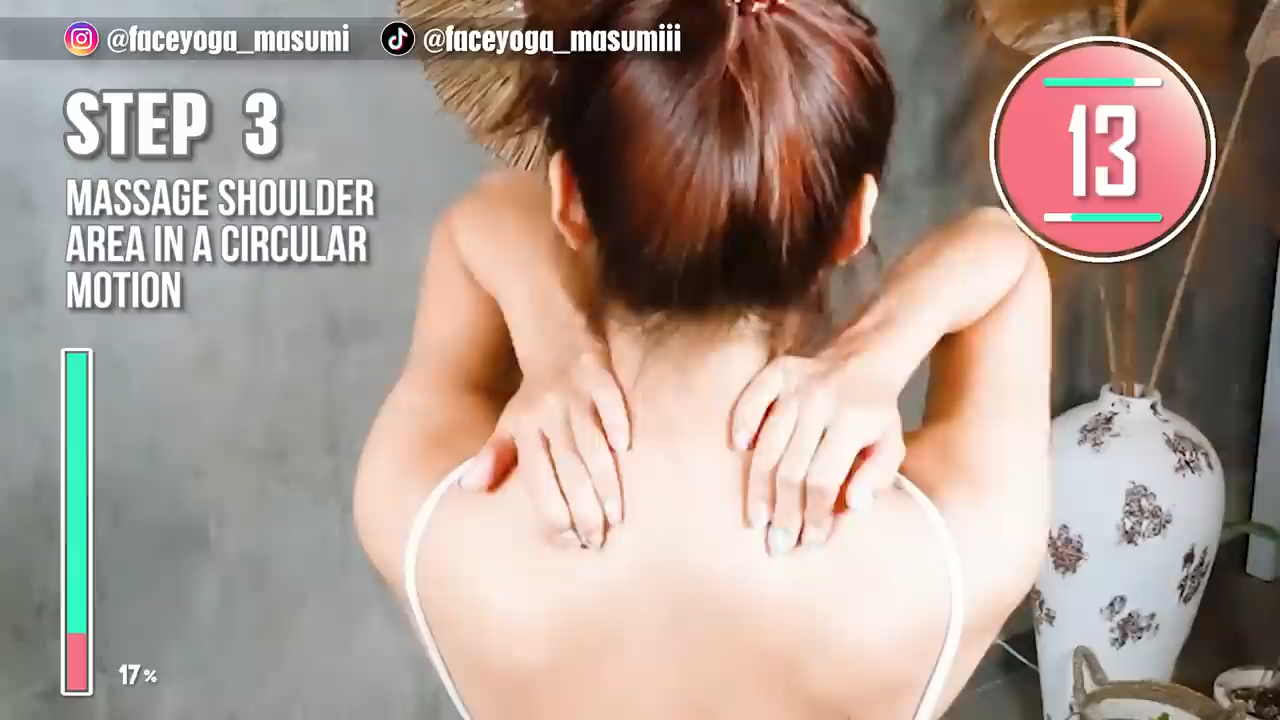 @faceyoga_masumi @faceyoga_masumiii
STEP 3
13
MASSAGE SHOULDER
AREA IN A CIRCULAR
MOTION
17%